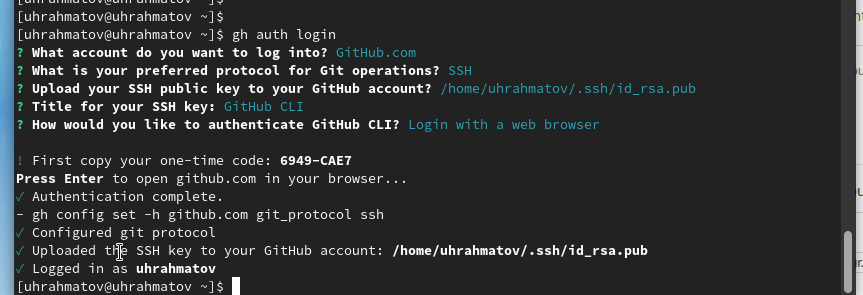 [uhrahmatov@uhrahmatov ~]$
[uhrahmatov@uhrahmatov ~]$ gh auth login
? What account do you want to log into? GitHub.com
? What is your preferred protocol for Git operations? SSH
? Upload your SSH public key to your GitHub account? /home/uhrahmatov/.ssh/id_rsa.pub
? Title for your SSH key: GitHub CLI
? How would you like to authenticate GitHub CLI? Login with a web browser
! First copy your one-time code: 6949-CAE7
Press Enter to open github.com in your browser...
✓ Authentication complete.
- gh config set -h github.com git_protocol ssh
✓ Configured git protocol
✓ Uploaded the SSH key to your GitHub account: /home/uhrahmatov/.ssh/id_rsa.pub
✓ Logged in as uhrahmatov
[uhrahmatov@uhrahmatov ~]$